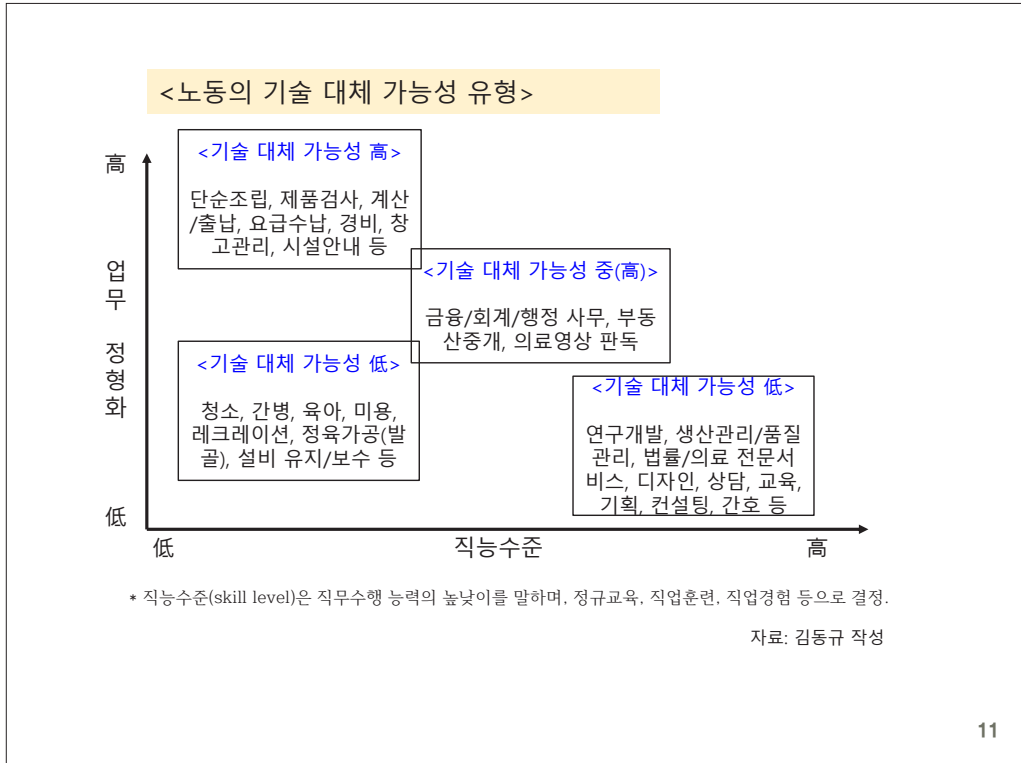 <노동의 기술 대체 가능성 유형>
高
업
무
정
형
화
低
<기술 대체 가능성 高>
단순조립, 제품검사, 계산
/출납, 요급수납, 경비, 창
고관리, 시설안내 등
<기술 대체 가능성 중(高)>
금융/회계/행정 사무, 부동
산중개, 의료영상 판독
<기술 대체 가능성 低>
청소, 간병, 육아, 미용,
레크레이션, 정육가공(발
골), 설비 유지/보수 등
<기술 대체 가능성 低>
연구개발, 생산관리/품질
관리, 법률/의료 전문서
비스, 디자인, 상담, 교육,
기획, 컨설팅, 간호 등
低 직능수준 高
* 직능수준(skill level)은 직무수행 능력의 높낮이를 말하며, 정규교육, 직업훈련, 직업경험 등으로 결정.
자료: 김동규 작성
11